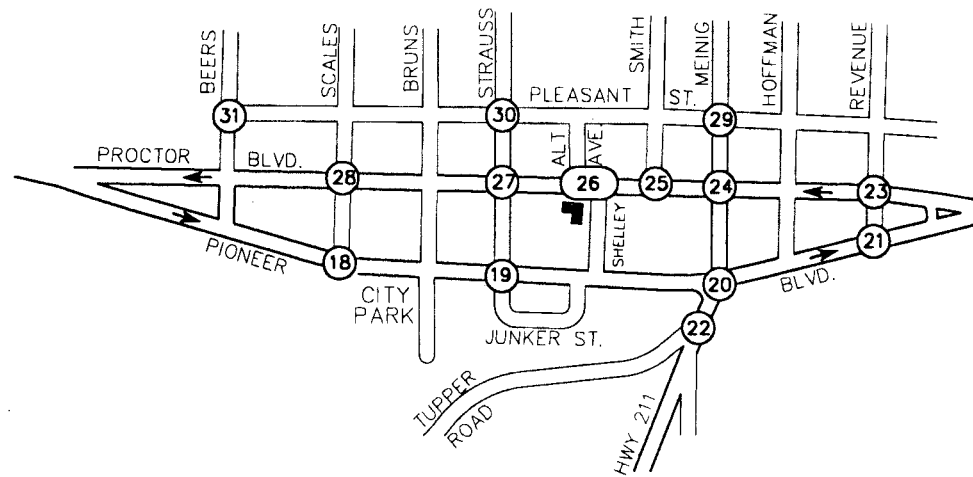 BEERS
SCALES
BRUNS
STRAUSS
SMITH
MEINIG
HOFFMAN
REVENUE
PLEASANT ST.
31
30
29
ALT.
AVE.
PROCTOR BLVD.
28
27
26
25
24
23
SHELLEY
PIONEER BLVD.
18
19
20
21
CITY
PARK
JUNKER ST.
22
TUPPER
ROAD
HWY 211